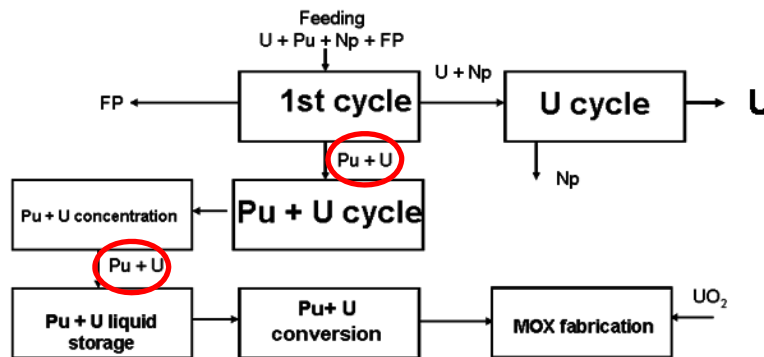 Feeding
U + Pu + Np + FP
FP
1st cycle
U + Np
U cycle
U
Pu + U
Np
Pu + U concentration
Pu + U cycle
Pu + U
Pu + U liquid
storage
Pu+ U
conversion
MOX fabrication
UO₂